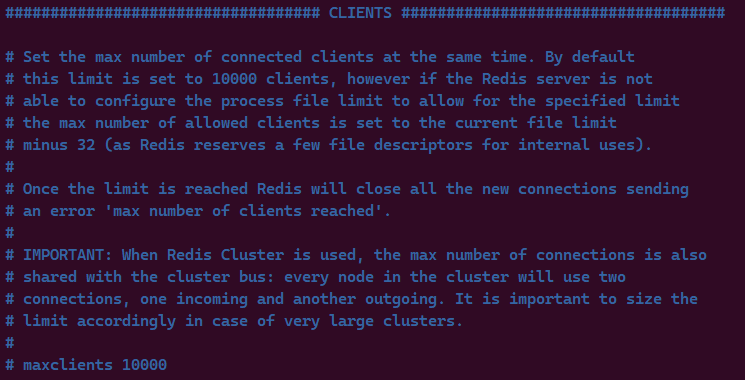 ################################### CLIENTS ####################################
# Set the max number of connected clients at the same time. By default
# this limit is set to 10000 clients, however if the Redis server is not
# able to configure the process file limit to allow for the specified limit
# the max number of allowed clients is set to the current file limit
# minus 32 (as Redis reserves a few file descriptors for internal uses).
#
# Once the limit is reached Redis will close all the new connections sending
# an error 'max number of clients reached'.
#
# IMPORTANT: When Redis Cluster is used, the max number of connections is also
# shared with the cluster bus: every node in the cluster will use two
# connections, one incoming and another outgoing. It is important to size the
# limit accordingly in case of very large clusters.
#
# maxclients 10000